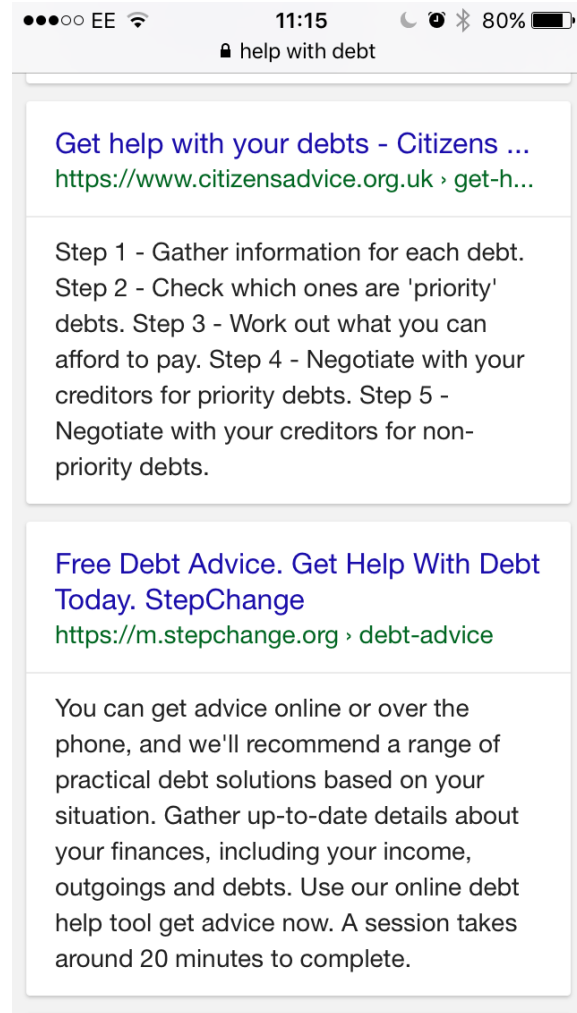 ●●●○○ EE 11:15 80%
help with debt
Get help with your debts - Citizens ...
https://www.citizensadvice.org.uk › get-h...
Step 1 - Gather information for each debt.
Step 2 - Check which ones are 'priority'
debts. Step 3 - Work out what you can
afford to pay. Step 4 - Negotiate with your
creditors for priority debts. Step 5 -
Negotiate with your creditors for non-
priority debts.
Free Debt Advice. Get Help With Debt
Today. StepChange
https://m.stepchange.org › debt-advice
You can get advice online or over the
phone, and we'll recommend a range of
practical debt solutions based on your
situation. Gather up-to-date details about
your finances, including your income,
outgoings and debts. Use our online debt
help tool get advice now. A session takes
around 20 minutes to complete.